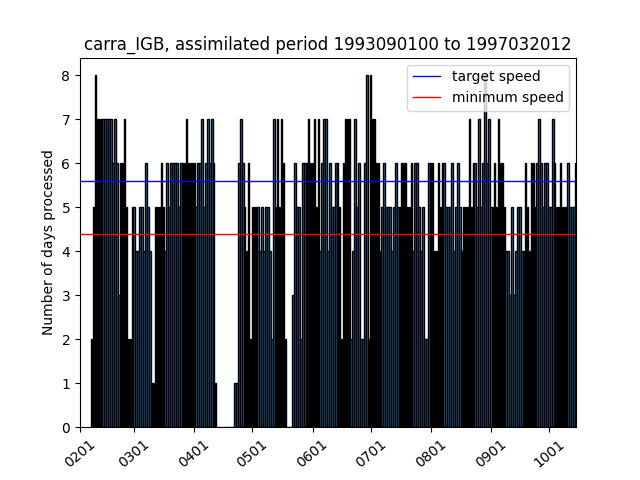 carra_IGB, assimilated period 1993090100 to 1997032012
target speed
minimum speed
Number of days processed
8
7
6
5
4
3
2
1
0
0201 0301 0401 0501 0601 0701 0801 0901 1001